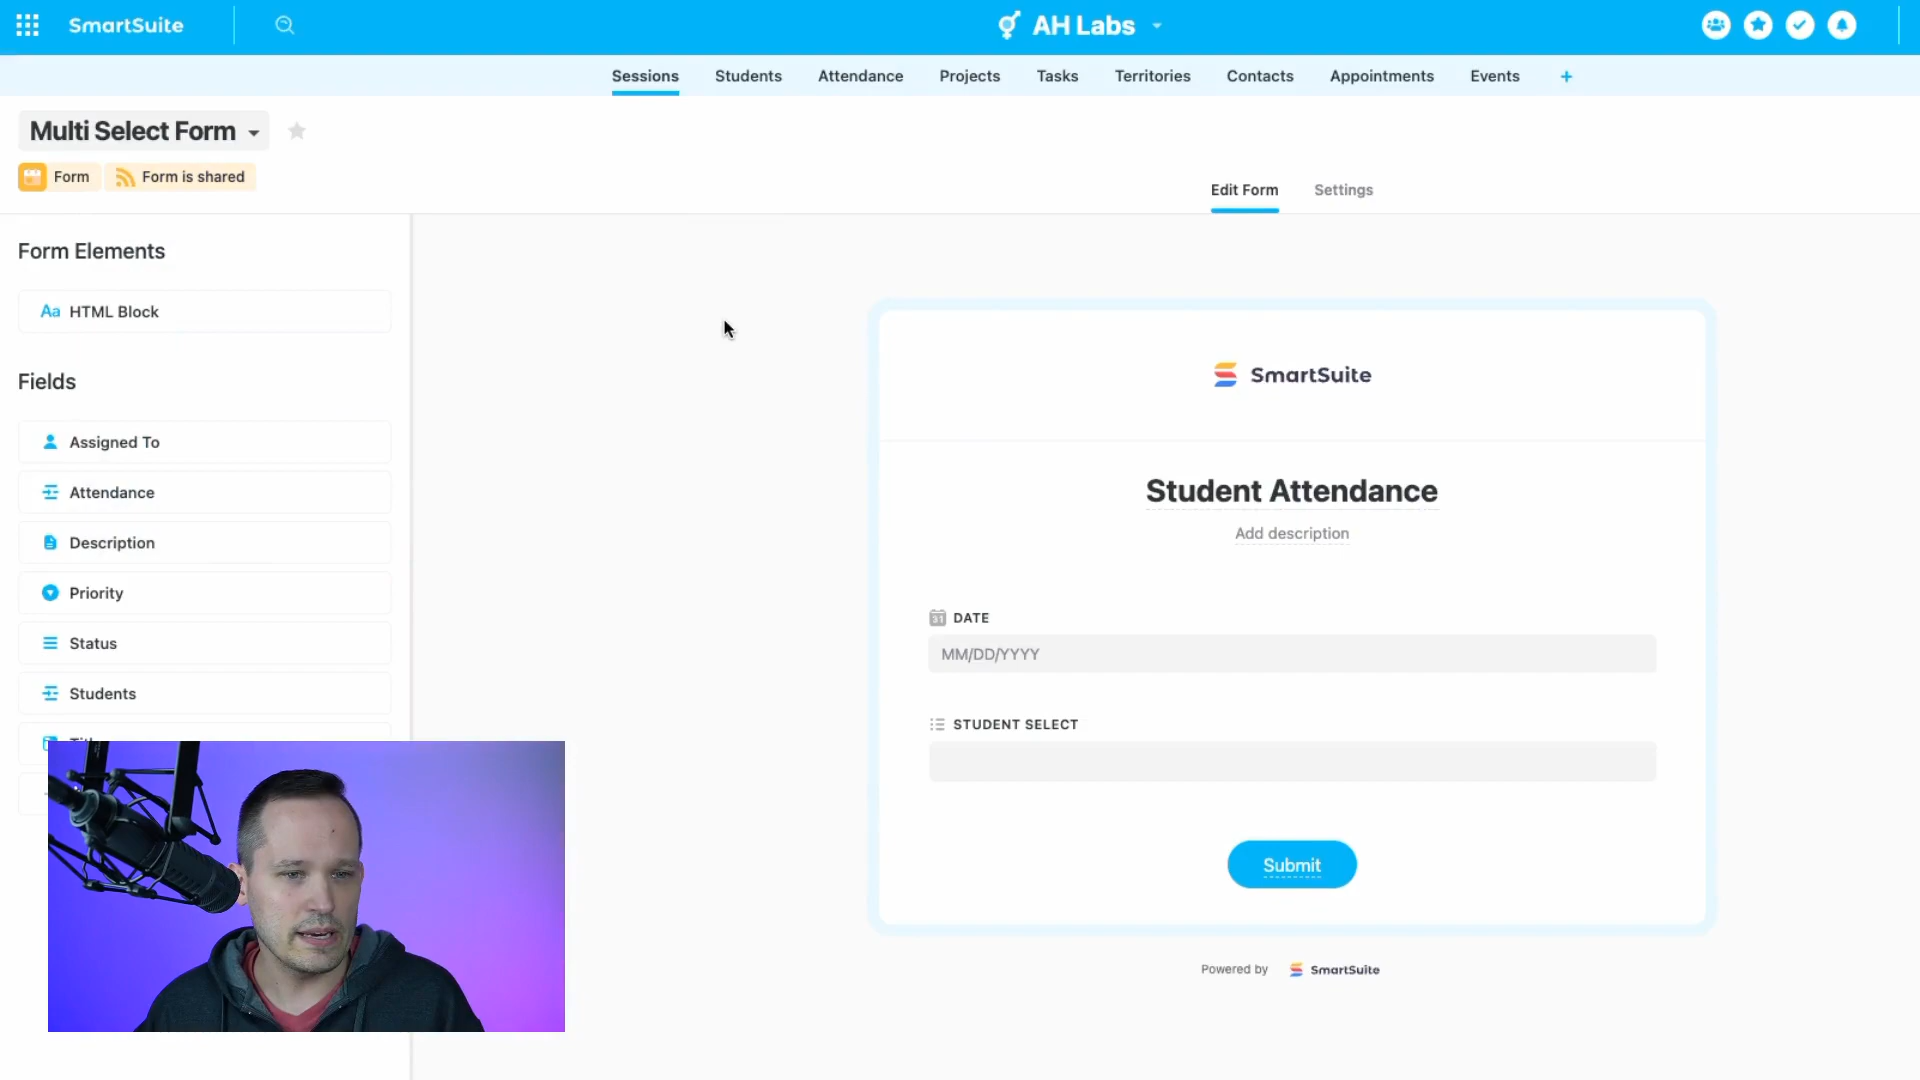 SmartSuite
AH Labs
Sessions
Students
Attendance
Projects
Tasks
Territories
Contacts
Appointments
Events
+
Multi Select Form
Form
Form is shared
Edit Form
Settings
Form Elements
Aa HTML Block
Fields
Assigned To
Attendance
Description
Priority
Status
Students
SmartSuite
Student Attendance
Add description
31 DATE
MM/DD/YYYY
STUDENT SELECT
Submit
Powered by SmartSuite